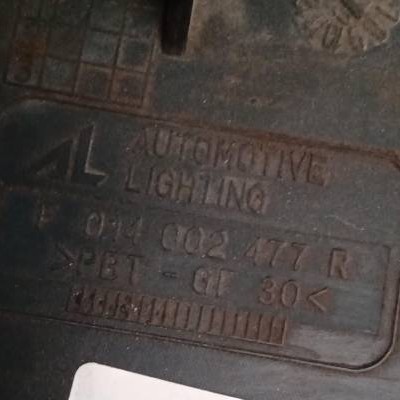 AL AUTOMOTIVE
LIGHTING
F 014 002 477 R
>PBT - GF 30<